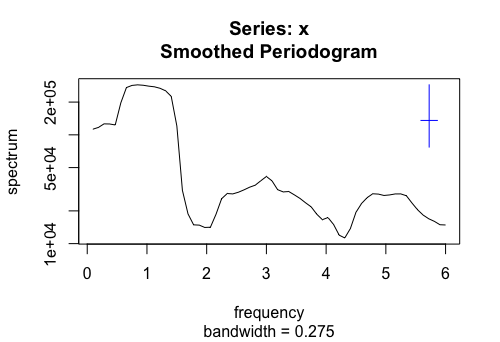 Series: x
Smoothed Periodogram
spectrum
2e+05
5e+04
1e+04
0 1 2 3 4 5 6
frequency
bandwidth = 0.275